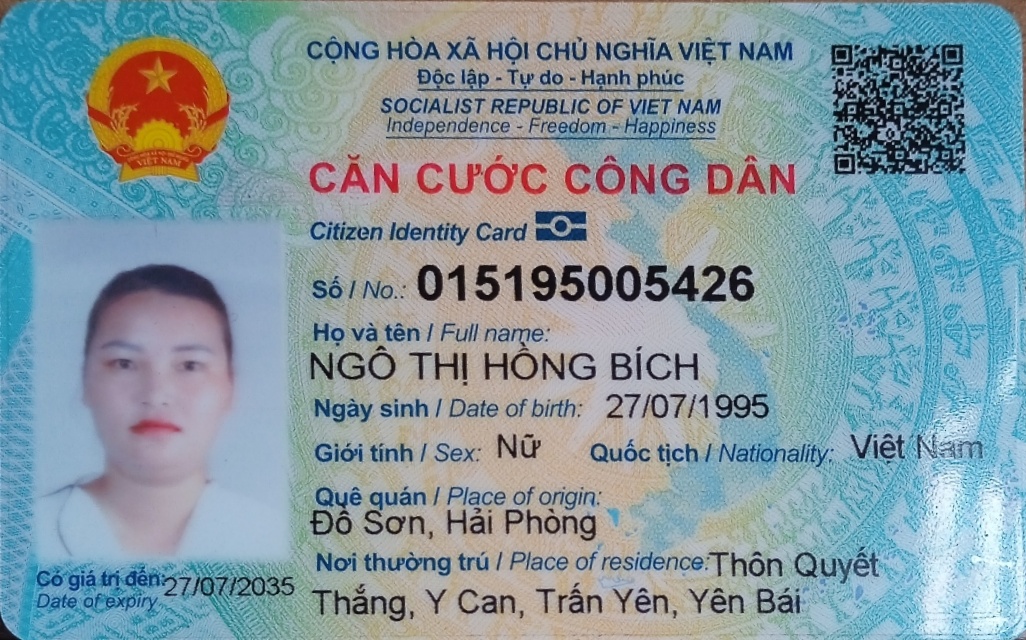 CỘNG HÒA XÃ HỘI CHỦ NGHĨA VIỆT NAM
Độc lập - Tự do - Hạnh phúc
SOCIALIST REPUBLIC OF VIET NAM
Independence - Freedom - Happiness
CĂN CƯỚC CÔNG DÂN
Citizen Identity Card
Số / No.: 015195005426
Họ và tên / Full name:
NGÔ THỊ HỒNG BÍCH
Ngày sinh / Date of birth: 27/07/1995
Giới tính / Sex: Nữ Quốc tịch / Nationality: Việt Nam
Quê quán / Place of origin:
Đồ Sơn, Hải Phòng
Nơi thường trú / Place of residence: Thôn Quyết
Thắng, Y Can, Trấn Yên, Yên Bái
Có giá trị đến: 27/07/2035
Date of expiry
VIỆT NAM